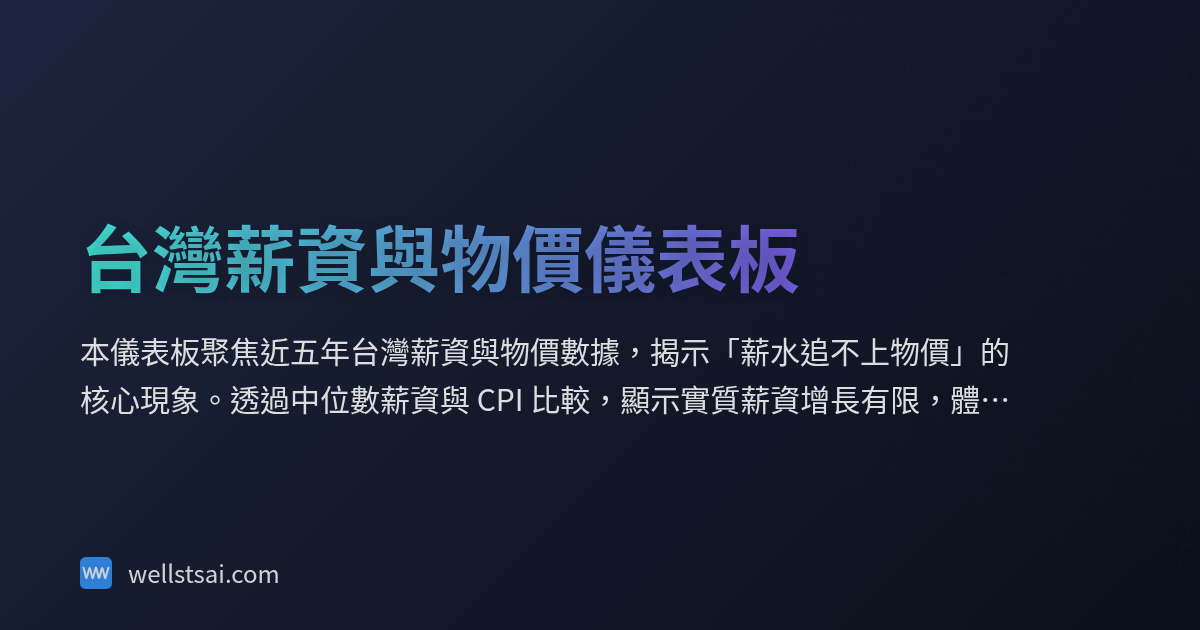 台灣薪資與物價儀表板
本儀表板聚焦近五年台灣薪資與物價數據，揭示「薪水追不上物價」的
核心現象。透過中位數薪資與 CPI 比較，顯示實質薪資增長有限，體…
wellstsai.com